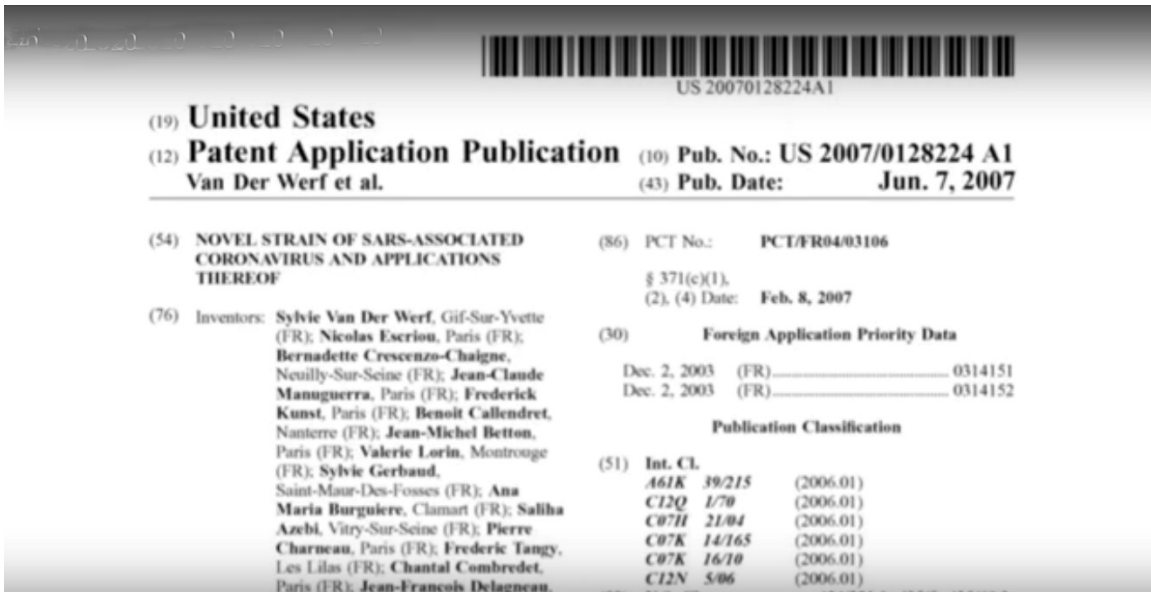 US 20070128224A1
(19) United States
(12) Patent Application Publication
Van Der Werf et al.
(10) Pub. No.: US 2007/0128224 A1
(43) Pub. Date: Jun. 7, 2007
(54) NOVEL STRAIN OF SARS-ASSOCIATED
CORONAVIRUS AND APPLICATIONS
THEREOF
(76) Inventors: Sylvie Van Der Werf, Gif-Sur-Yvette
(FR); Nicolas Escriou, Paris (FR);
Bernadette Crescenzo-Chaigne,
Neuilly-Sur-Seine (FR); Jean-Claude
Manuguerra, Paris (FR); Frederick
Kunst, Paris (FR); Benoît Callendret,
Nanterre (FR); Jean-Michel Betton,
Paris (FR); Valerie Lorin, Montrouge
(FR); Sylvie Gerbaud,
Saint-Maur-Des-Fosses (FR); Ana
Maria Burguiere, Clamart (FR); Saliha
Azebi, Vitry-Sur-Seine (FR); Pierre
Charneau, Paris (FR); Frederic Tangy,
Les Lilas (FR); Chantal Combredet,
Paris (FR); Jean-Francois Delagneau,
(86) PCT No.: PCT/FR04/03106
§ 371(c)(1),
(2), (4) Date: Feb. 8, 2007
(30) Foreign Application Priority Data
Dec. 2, 2003 (FR) 0314151
Dec. 2, 2003 (FR) 0314152
Publication Classification
(51) Int. Cl.
A61K 39/215 (2006.01)
C12Q 1/70 (2006.01)
C07H 21/04 (2006.01)
C07K 14/165 (2006.01)
C07K 16/10 (2006.01)
C12N 5/06 (2006.01)